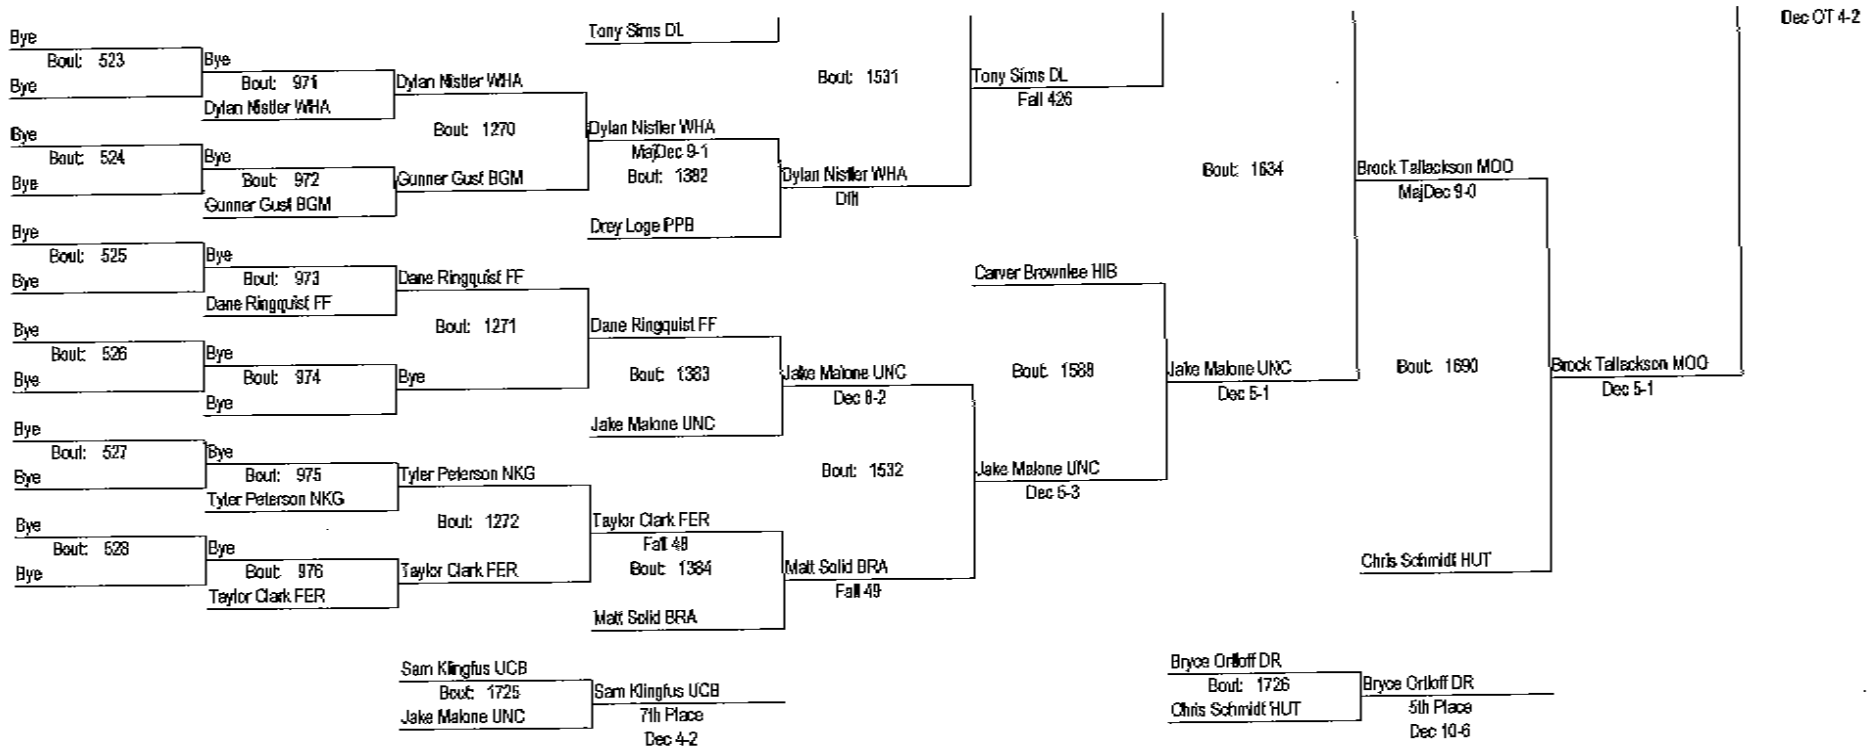 Bye
Bout: 523
Bye
Bye
Bout: 524
Bye
Bye
Bout: 525
Bye
Bye
Bout: 526
Bye
Bye
Bout: 527
Bye
Bye
Bout: 528
Bye
Bye
Bout: 971
Dylan Nistler WHA
Bye
Bout: 972
Gunner Gust BGM
Bye
Bout: 973
Dane Ringquist FF
Bye
Bout: 974
Bye
Bye
Bout: 975
Tyler Peterson NKG
Bye
Bout: 976
Taylor Clark FER
Dylan Nistler WHA
Bout: 1270
Gunner Gust BGM
Dane Ringquist FF
Bout: 1271
Bye
Tyler Peterson NKG
Bout: 1272
Taylor Clark FER
Tony Sims DL
Dylan Nistler WHA
MajDec 9-1
Bout: 1382
Drey Loge PPB
Dane Ringquist FF
Bout: 1383
Jake Malone UNC
Taylor Clark FER
Fall 48
Bout: 1384
Matt Solid BRA
Bout: 1531
Dylan Nistler WHA
Dfft
Jake Malone UNC
Dec 8-2
Bout: 1532
Matt Solid BRA
Fall 49
Tony Sims DL
Fall 426
Carver Brownlee HIB
Bout: 1588
Jake Malone UNC
Dec 6-3
Bout: 1634
Jake Malone UNC
Dec 5-1
Brock Tallackson MOO
MajDec 9-0
Bout: 1690
Chris Schmidt HUT
Brock Tallackson MOO
Dec 5-1
Dec OT 4-2
Sam Klingfus UCB
Bout: 1725
Jake Malone UNC
Sam Klingfus UCB
7th Place
Dec 4-2
Bryce Ortloff DR
Bout: 1726
Chris Schmidt HUT
Bryce Ortloff DR
5th Place
Dec 10-6